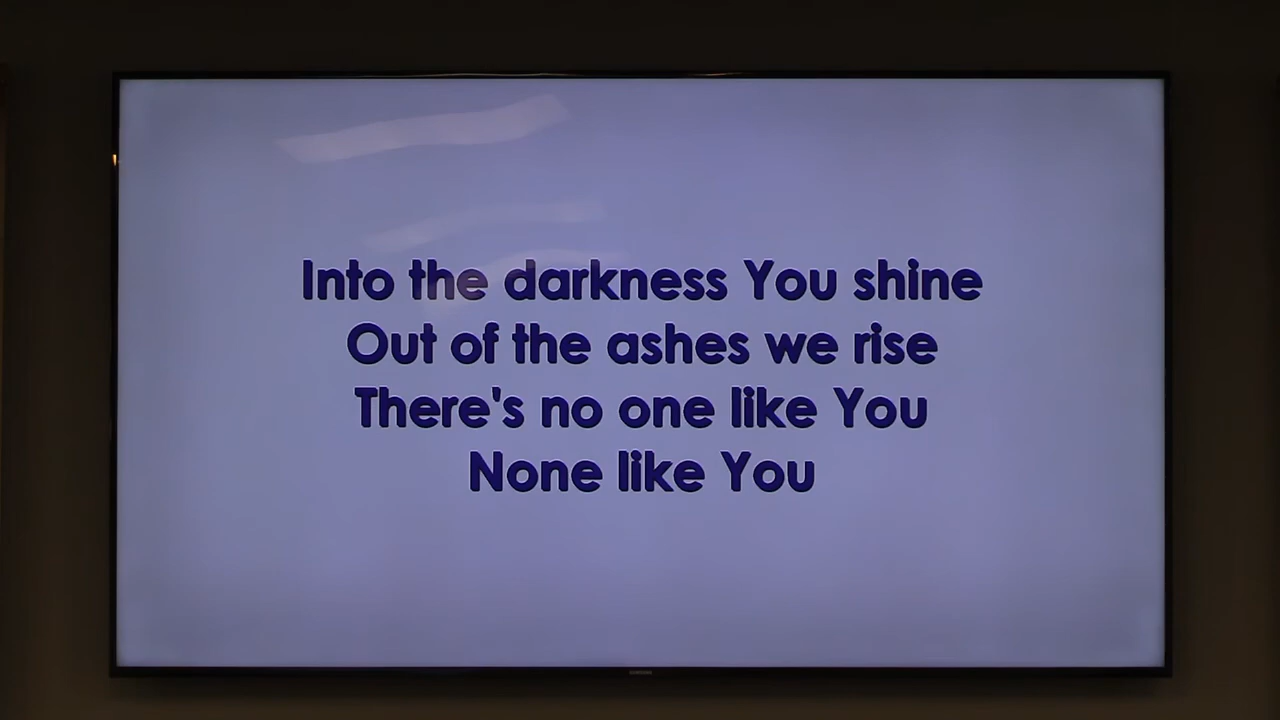 Into the darkness You shine
Out of the ashes we rise
There's no one like You
None like You